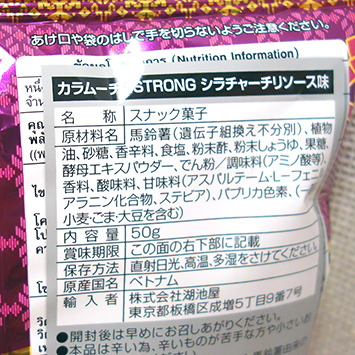 あけ口や袋のはしで手を切らないようご注意ください。
(Nutrition Information)
カラムーチョSTRONG シラチャーチリソース味
名 称 スナック菓子
原材料名 馬鈴薯(遺伝子組換え不分別)、植物
油、砂糖、香辛料、食塩、粉末酢、粉末しょうゆ、果糖、
酵母エキスパウダー、でん粉/調味料(アミノ酸等)、
香料、酸味料、甘味料(アスパルテーム・L-フェニル
アラニン化合物、ステビア)、パプリカ色素、(一部に
小麦・ごま・大豆を含む)
内 容 量 50g
賞味期限 この面の右下部に記載
保存方法 直射日光、高温、多湿をさけてください。
原産国名 ベトナム
輸 入 者 株式会社湖池屋
東京都板橋区成増5丁目9番7号
●開封後は早めにお召しあがりください。
●本品は辛い為、辛いものが苦手な方や小さいお